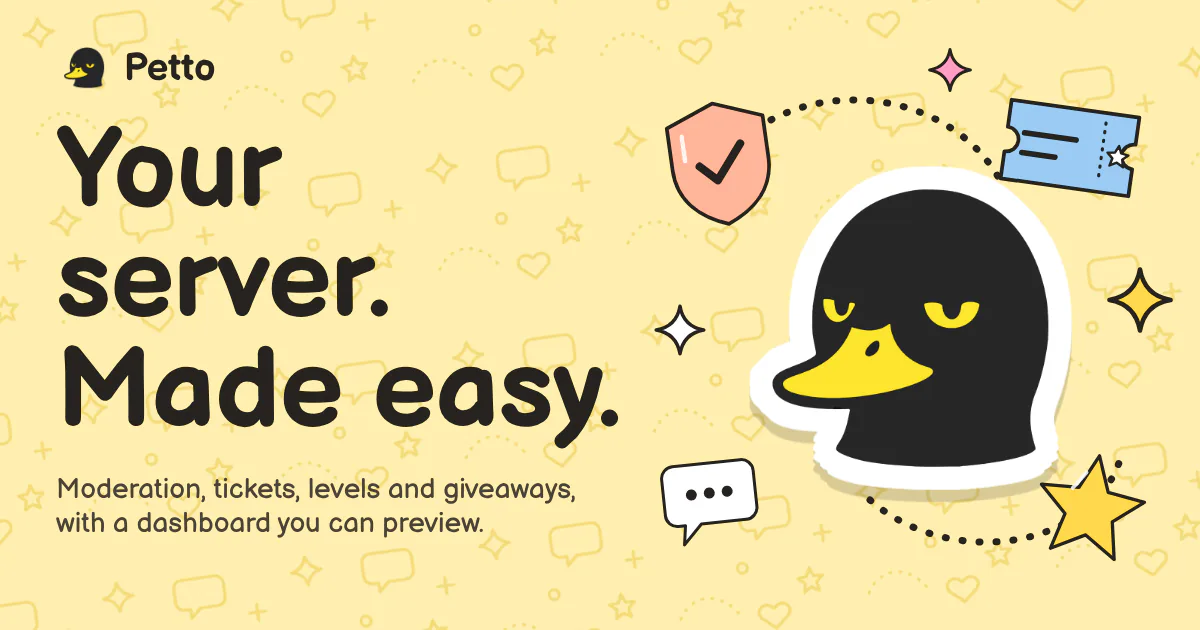 Petto
Your
server.
Made easy.
Moderation, tickets, levels and giveaways,
with a dashboard you can preview.